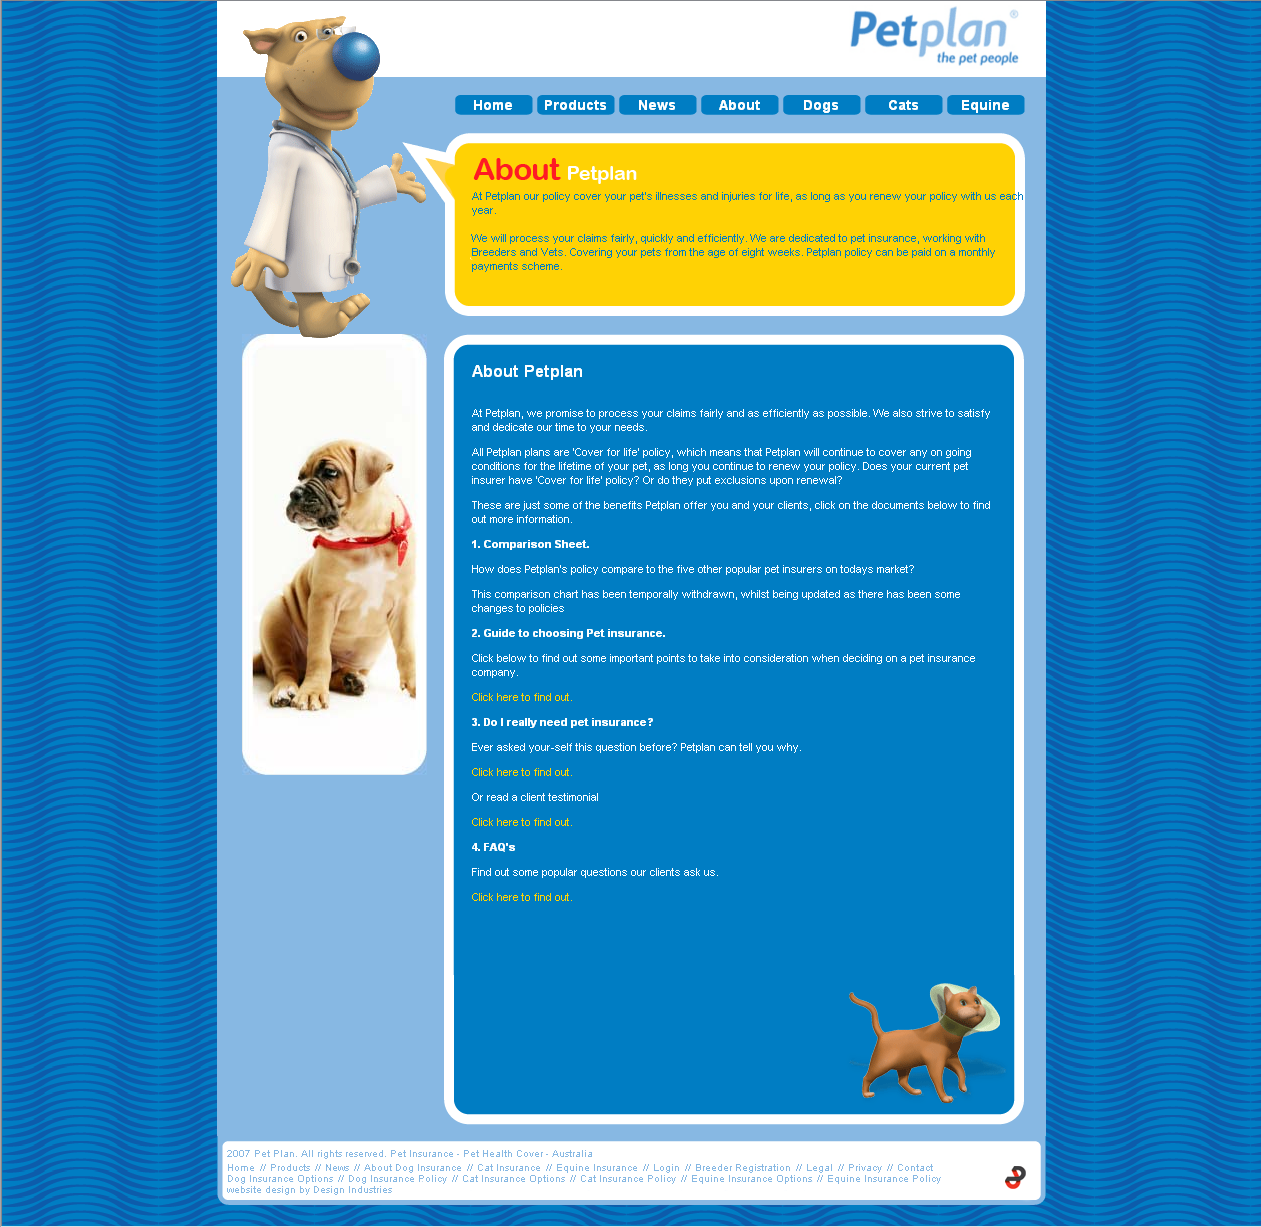 Petplan®
the pet people
Home Products News About Dogs Cats Equine
About Petplan
At Petplan our policy cover your pet's illnesses and injuries for life, as long as you renew your policy with us each
year.
We will process your claims fairly, quickly and efficiently. We are dedicated to pet insurance, working with
Breeders and Vets. Covering your pets from the age of eight weeks. Petplan policy can be paid on a monthly
payments scheme.
About Petplan
At Petplan, we promise to process your claims fairly and as efficiently as possible. We also strive to satisfy
and dedicate our time to your needs.
All Petplan plans are 'Cover for life' policy, which means that Petplan will continue to cover any on going
conditions for the lifetime of your pet, as long you continue to renew your policy. Does your current pet
insurer have 'Cover for life' policy? Or do they put exclusions upon renewal?
These are just some of the benefits Petplan offer you and your clients, click on the documents below to find
out more information.
1. Comparison Sheet.
How does Petplan's policy compare to the five other popular pet insurers on todays market?
This comparison chart has been temporally withdrawn, whilst being updated as there has been some
changes to policies
2. Guide to choosing Pet insurance.
Click below to find out some important points to take into consideration when deciding on a pet insurance
company.
Click here to find out.
3. Do I really need pet insurance?
Ever asked your-self this question before? Petplan can tell you why.
Click here to find out.
Or read a client testimonial
Click here to find out.
4. FAQ's
Find out some popular questions our clients ask us.
Click here to find out.
2007 Pet Plan. All rights reserved. Pet Insurance - Pet Health Cover - Australia
Home // Products // News // About Dog Insurance // Cat Insurance // Equine Insurance // Login // Breeder Registration // Legal // Privacy // Contact
Dog Insurance Options // Dog Insurance Policy // Cat Insurance Options // Cat Insurance Policy // Equine Insurance Options // Equine Insurance Policy
website design by Design Industries